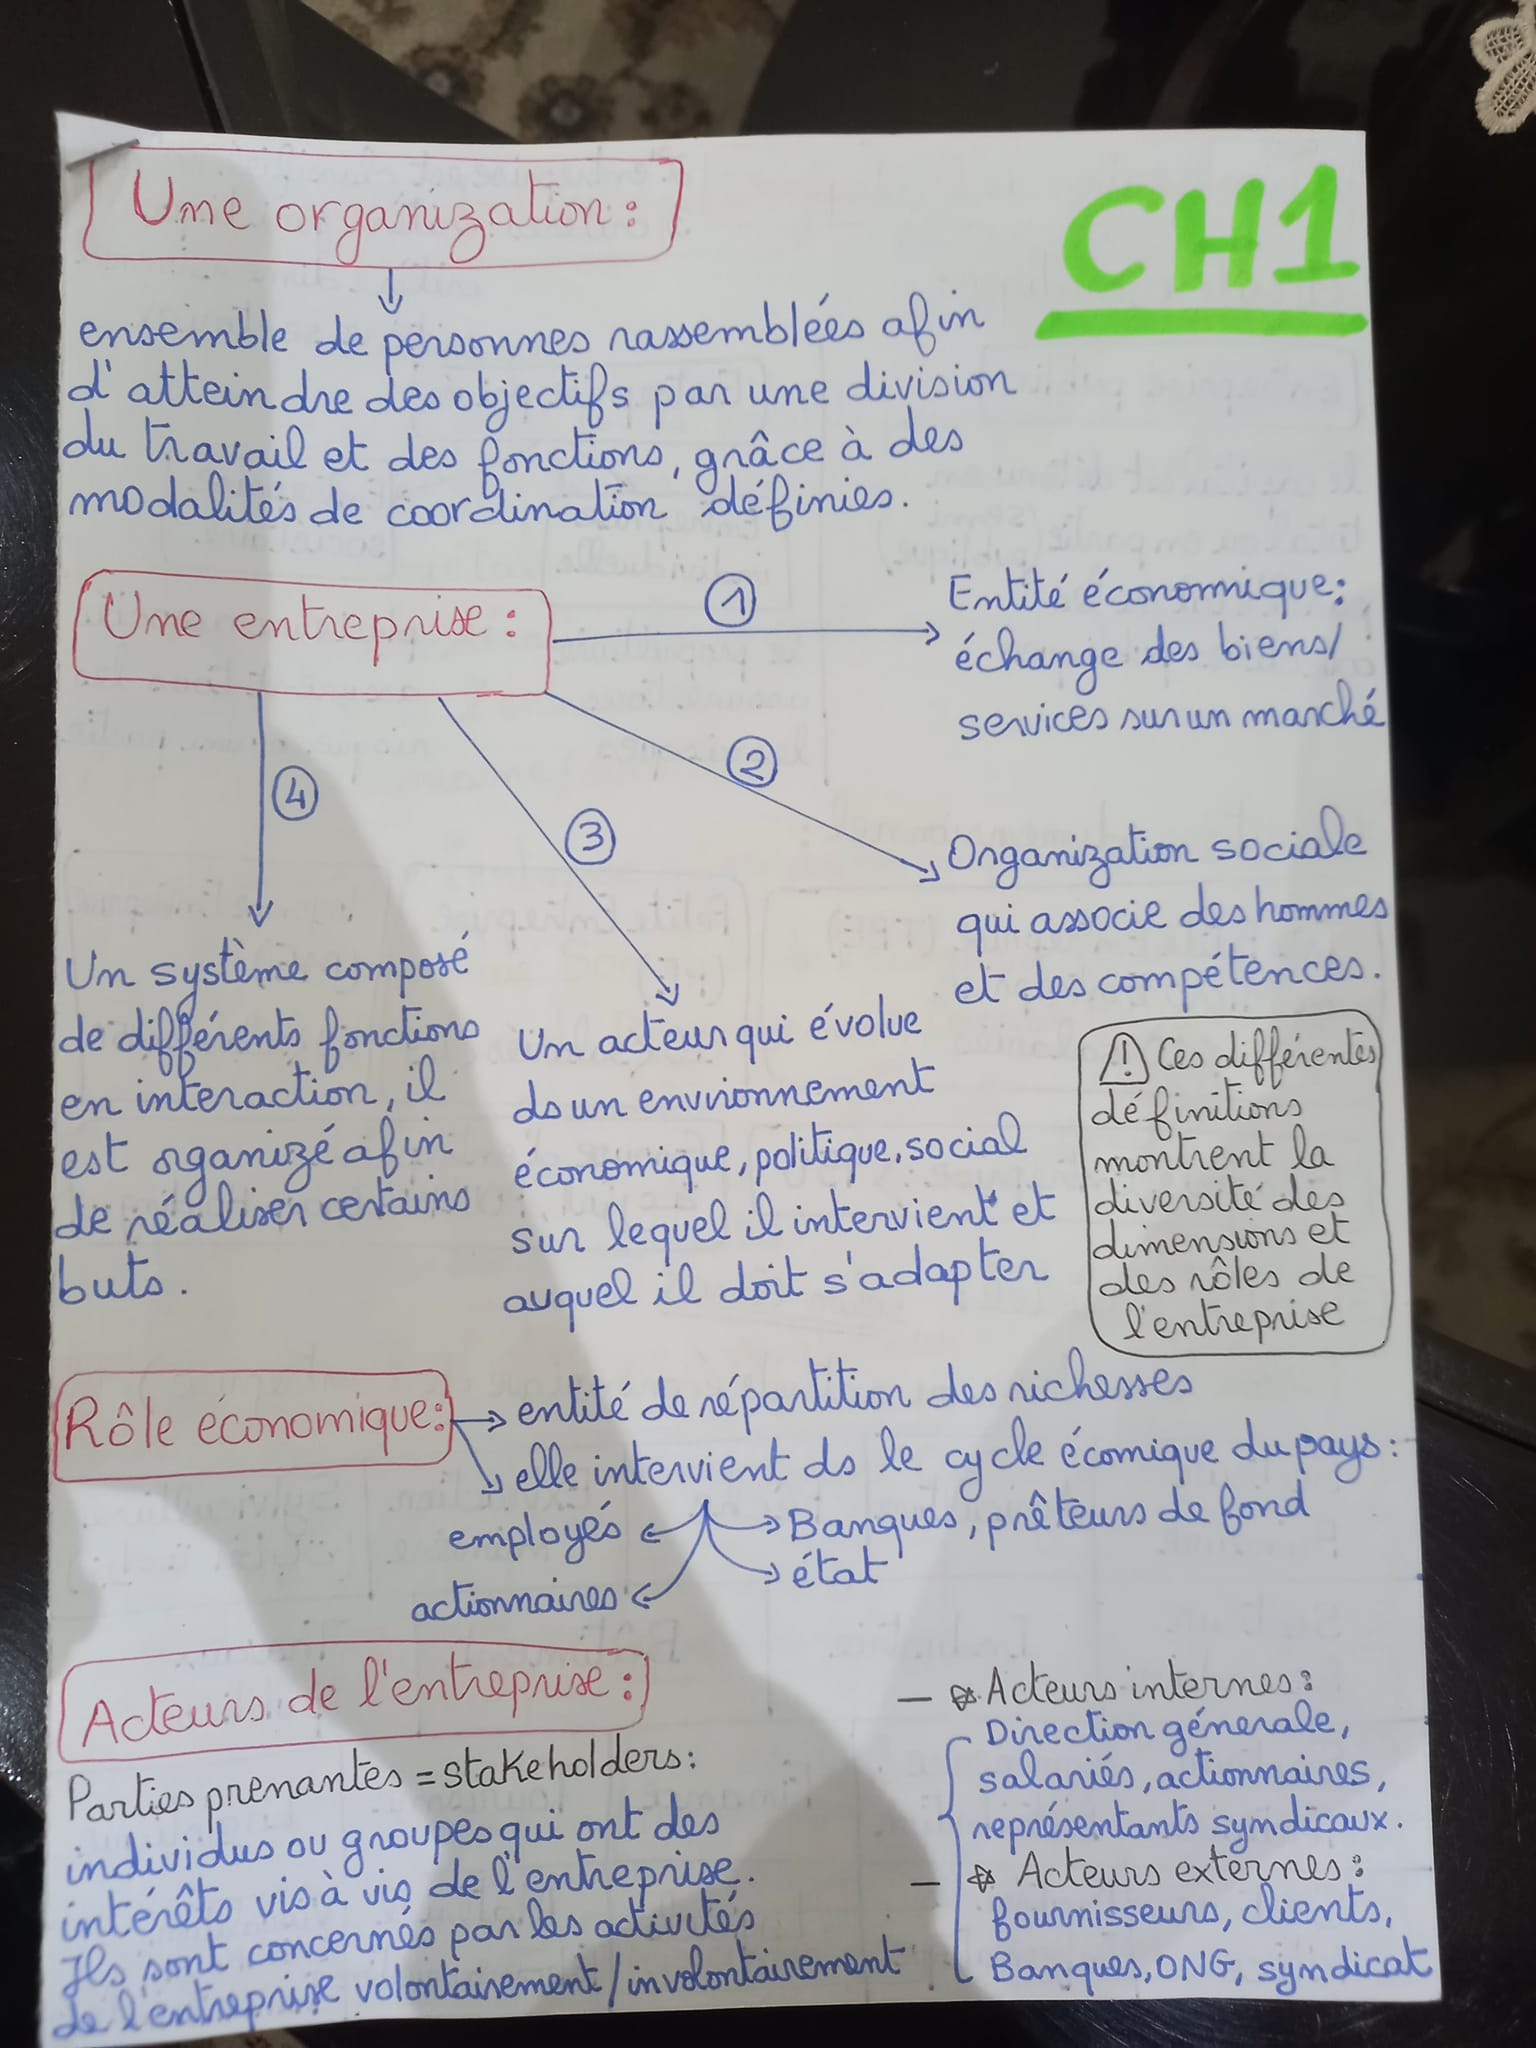 CH1
Une organization :
ensemble de personnes rassemblées afin
d'atteindre des objectifs par une division
du travail et des fonctions, grâce à des
modalités de coordination définies.
Une entreprise :
1
Entité économique :
échange des biens/
services sur un marché
2
Organization sociale
qui associe des hommes
et des compétences.
3
Un acteur qui évolue
ds un environnement
économique, politique, social
sur lequel il intervient et
auquel il doit s'adapter
4
Un système composé
de différents fonctions
en interaction, il
est organizé afin
de réaliser certains
buts.
! Ces différentes
définitions
montrent la
diversité des
dimensions et
des rôles de
l'entreprise
Rôle économique :
entité de répartition des richesses
elle intervient ds le cycle écomique du pays :
employés
Banques, prêteurs de fond
état
actionnaires
Acteurs de l'entreprise :
Parties prenantes = stakeholders :
individus ou groupes qui ont des
intérêts vis à vis de l'entreprise.
Ils sont concernés par les activités
de l'entreprise volontairement/involontairement
- Acteurs internes :
Direction génerale,
salariés, actionnaires,
représentants syndicaux.
- Acteurs externes :
fournisseurs, clients,
Banques, ONG, syndicat